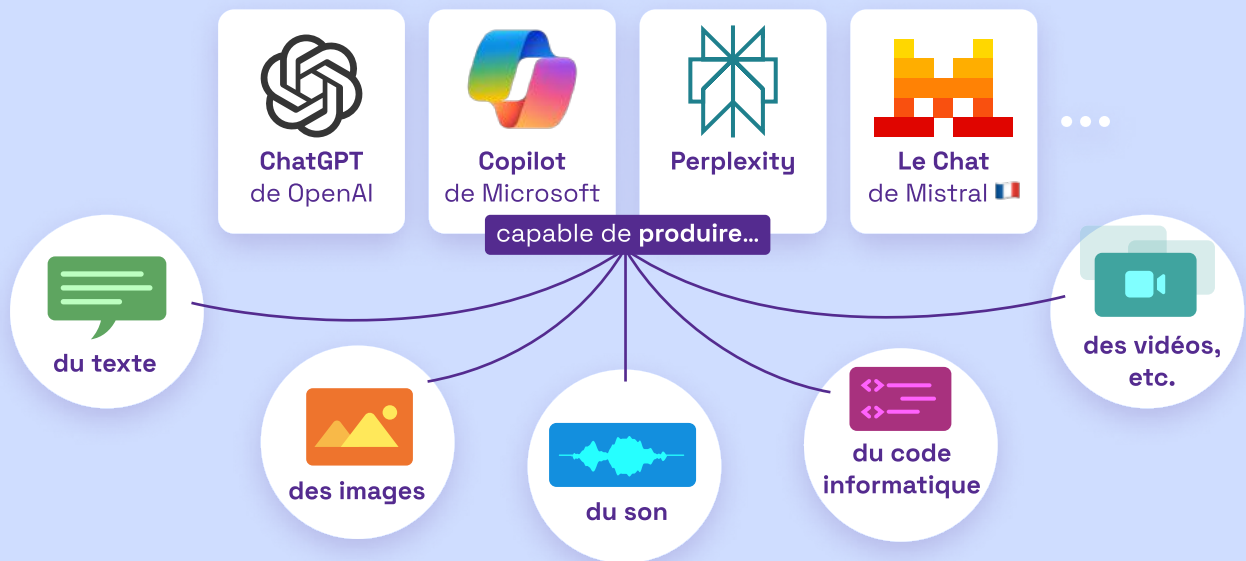 ChatGPT
de OpenAI
Copilot
de Microsoft
Perplexity
Le Chat
de Mistral
capable de produire…
du texte
des images
du son
du code
informatique
des vidéos,
etc.